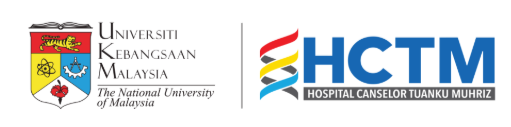 UNIVERSITI
KEBANGSAAN
MALAYSIA
The National University
of Malaysia
HCTM
HOSPITAL CANSELOR TUANKU MUHRIZ